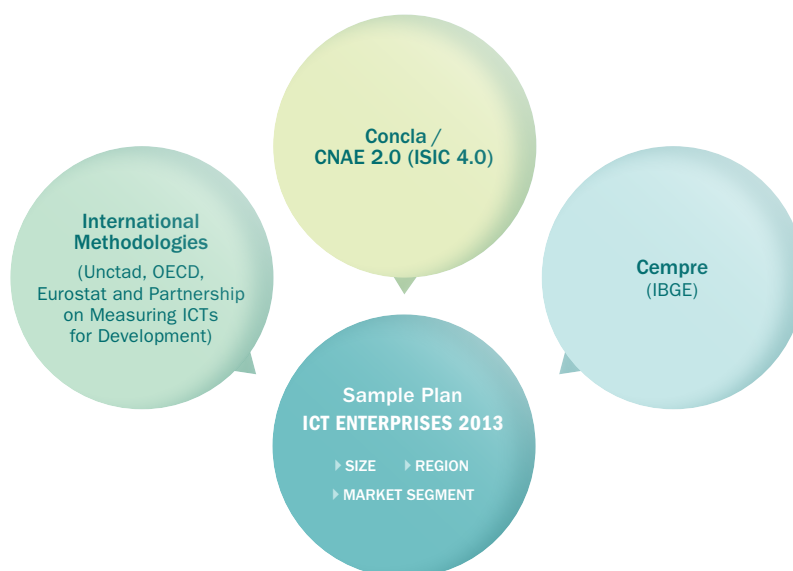 Concla /
CNAE 2.0 (ISIC 4.0)
International
Methodologies
(Unctad, OECD,
Eurostat and Partnership
on Measuring ICTs
for Development)
Cempre
(IBGE)
Sample Plan
ICT ENTERPRISES 2013
SIZE REGION
MARKET SEGMENT